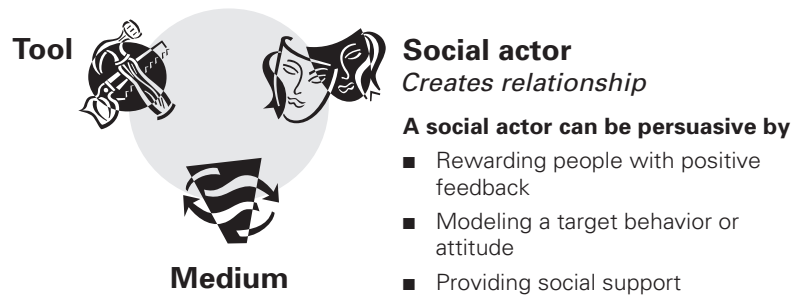 Tool
Social actor
Creates relationship
A social actor can be persuasive by
■ Rewarding people with positive
feedback
■ Modeling a target behavior or
attitude
■ Providing social support
Medium